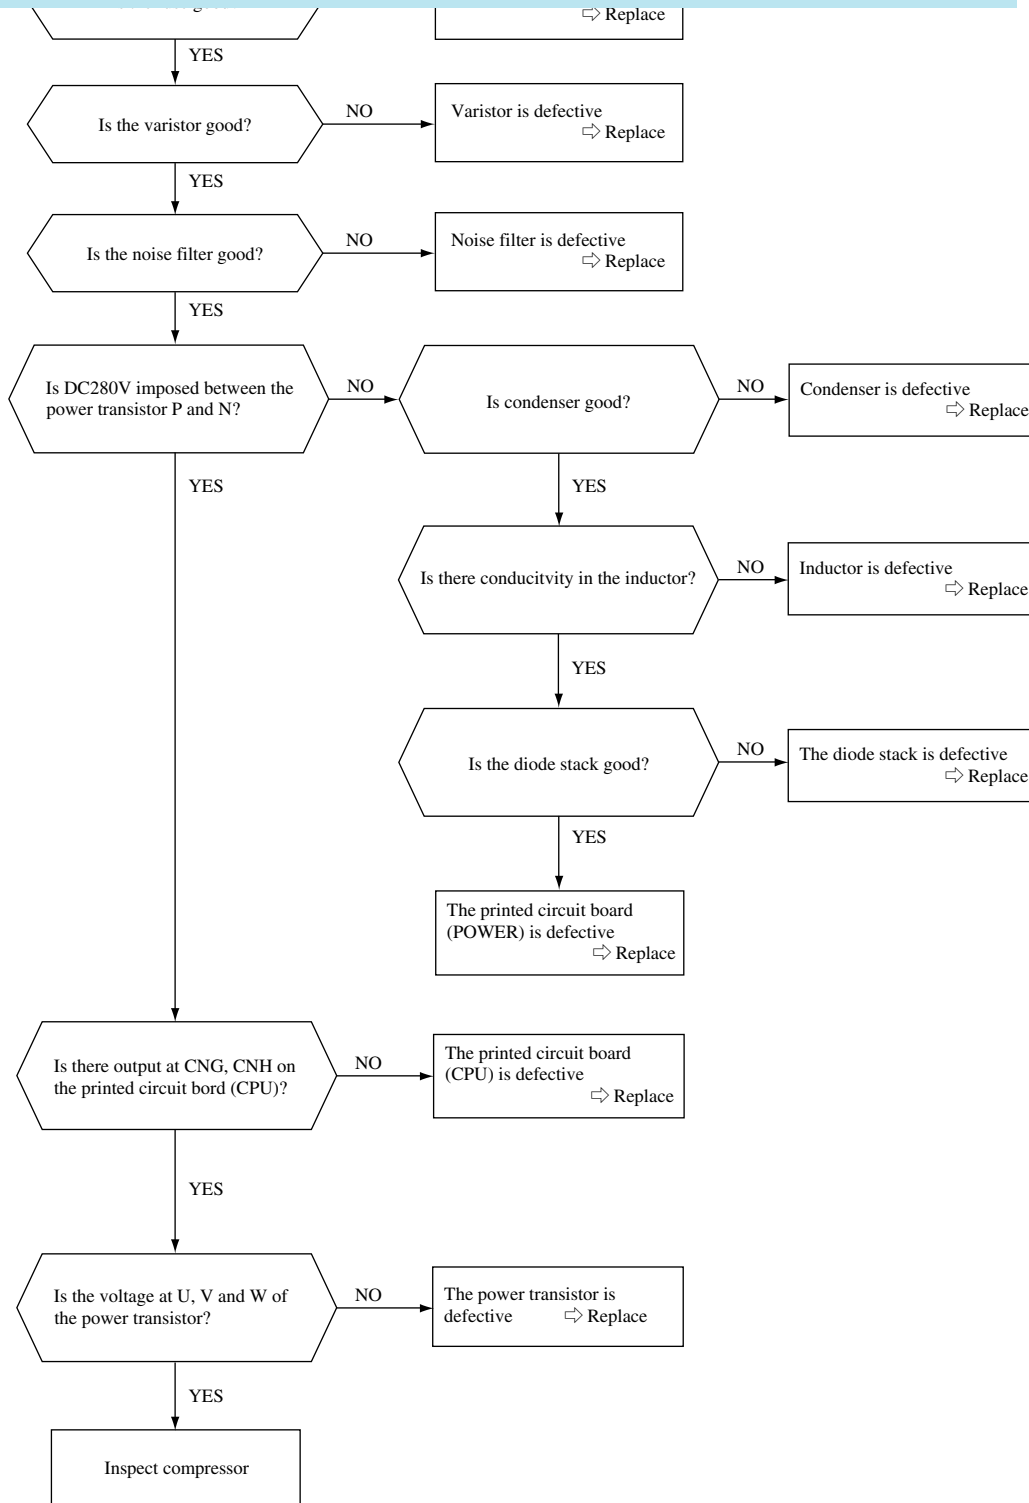 ⇨ Replace
YES
Is the varistor good?
NO
Varistor is defective
⇨ Replace
YES
Is the noise filter good?
NO
Noise filter is defective
⇨ Replace
YES
Is DC280V imposed between the
power transistor P and N?
NO
Is condenser good?
NO
Condenser is defective
⇨ Replace
YES
YES
Is there conducitvity in the inductor?
NO
Inductor is defective
⇨ Replace
YES
Is the diode stack good?
NO
The diode stack is defective
⇨ Replace
YES
The printed circuit board
(POWER) is defective
⇨ Replace
Is there output at CNG, CNH on
the printed circuit bord (CPU)?
NO
The printed circuit board
(CPU) is defective
⇨ Replace
YES
Is the voltage at U, V and W of
the power transistor?
NO
The power transistor is
defective ⇨ Replace
YES
Inspect compressor